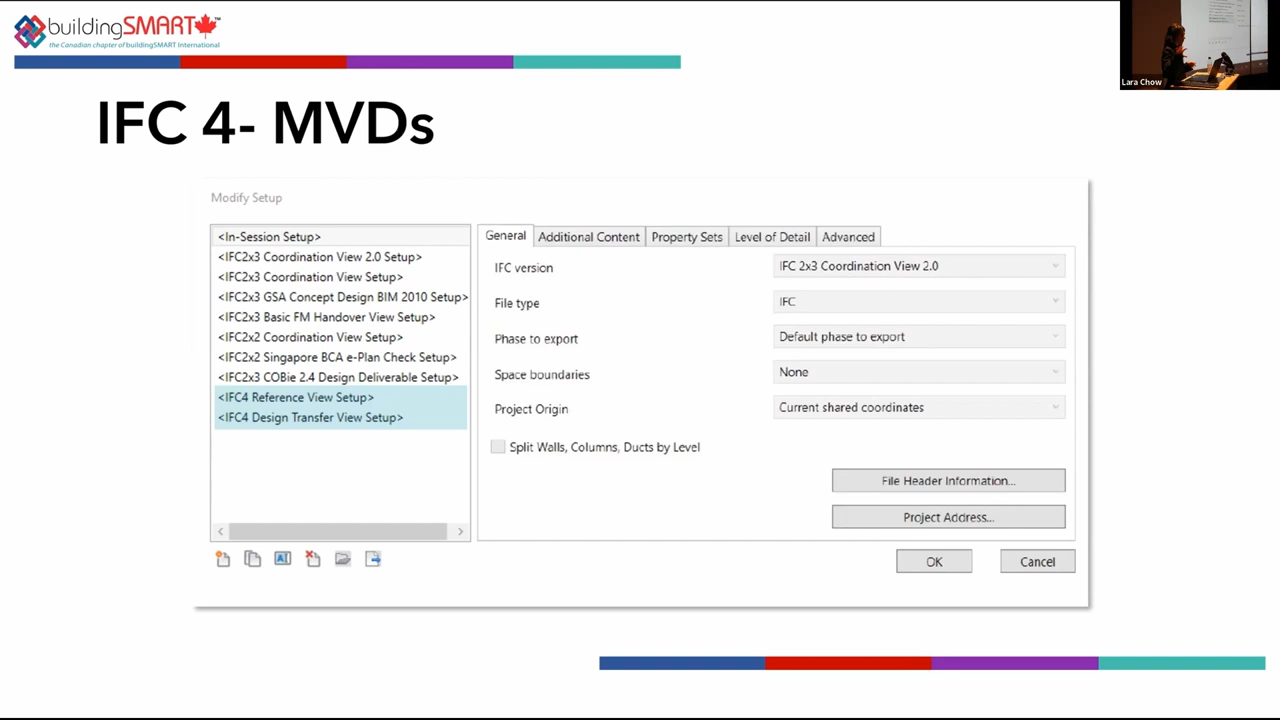 buildingSMART™
the Canadian chapter of buildingSMART International
Lara Chow
IFC 4- MVDs
Modify Setup
<In-Session Setup>
<IFC2x3 Coordination View 2.0 Setup>
<IFC2x3 Coordination View Setup>
<IFC2x3 GSA Concept Design BIM 2010 Setup>
<IFC2x3 Basic FM Handover View Setup>
<IFC2x2 Coordination View Setup>
<IFC2x2 Singapore BCA e-Plan Check Setup>
<IFC2x3 COBie 2.4 Design Deliverable Setup>
<IFC4 Reference View Setup>
<IFC4 Design Transfer View Setup>
General Additional Content Property Sets Level of Detail Advanced
IFC version IFC 2x3 Coordination View 2.0
File type IFC
Phase to export Default phase to export
Space boundaries None
Project Origin Current shared coordinates
Split Walls, Columns, Ducts by Level
File Header Information...
Project Address...
OK Cancel